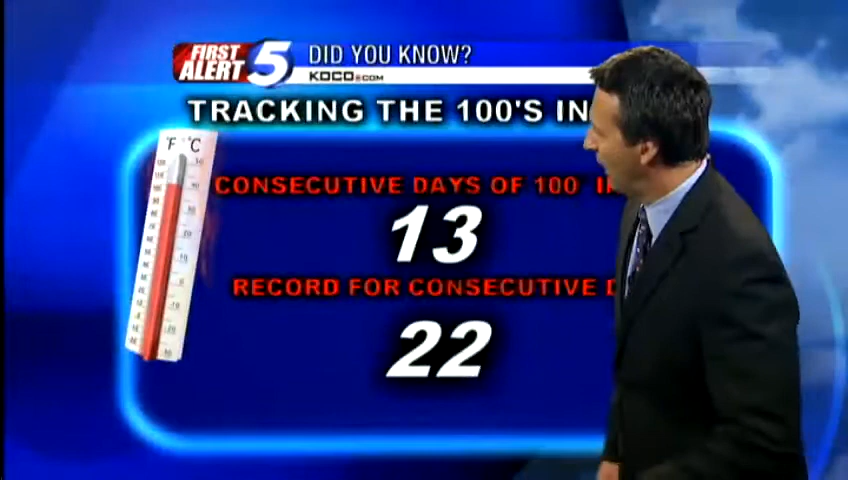 FIRST
ALERT 5
DID YOU KNOW?
KOCO5.COM
TRACKING THE 100'S IN
°F °C
CONSECUTIVE DAYS OF 100 I
13
RECORD FOR CONSECUTIVE D
22